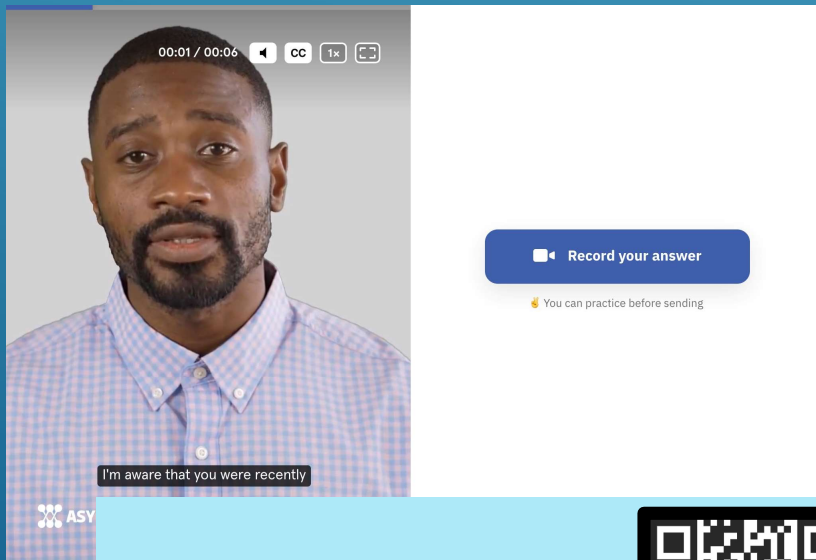 00:01 / 00:06 CC 1x
Record your answer
You can practice before sending
I'm aware that you were recently
ASY